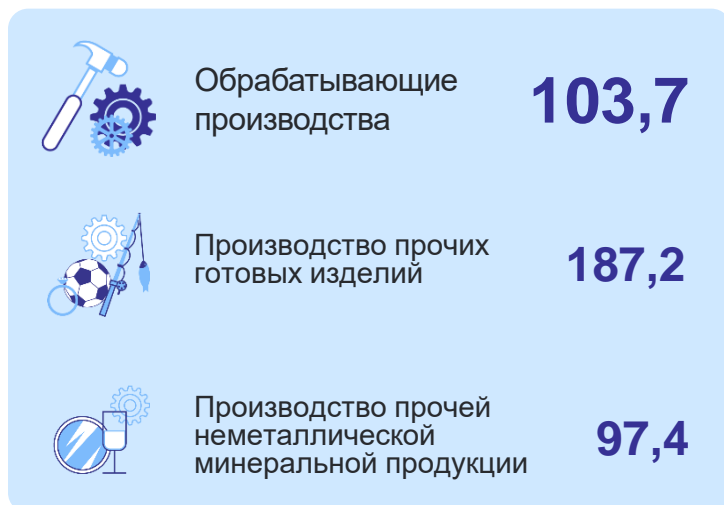 Обрабатывающие
производства
103,7
Производство прочих
готовых изделий
187,2
Производство прочей
неметаллической
минеральной продукции
97,4